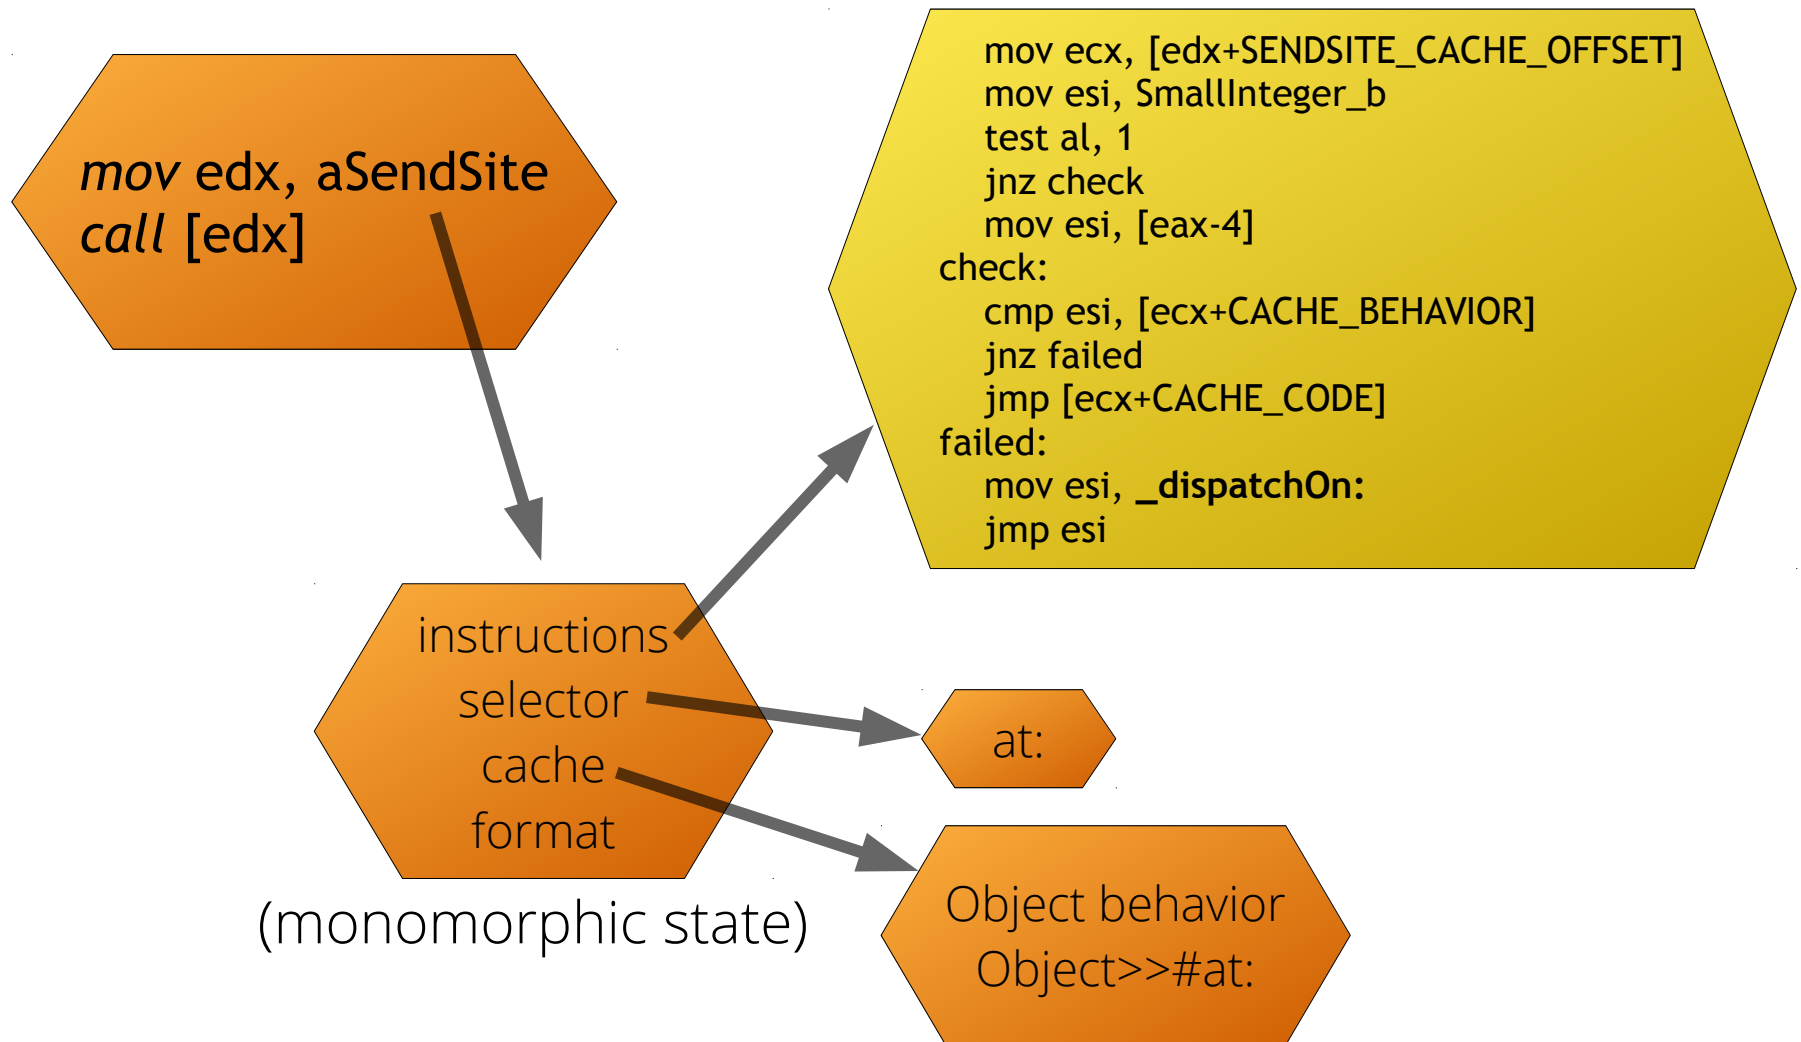 mov edx, aSendSite
call [edx]
mov ecx, [edx+SENDSITE_CACHE_OFFSET]
mov esi, SmallInteger_b
test al, 1
jnz check
mov esi, [eax-4]
check:
cmp esi, [ecx+CACHE_BEHAVIOR]
jnz failed
jmp [ecx+CACHE_CODE]
failed:
mov esi, _dispatchOn:
jmp esi
instructions
selector
cache
format
(monomorphic state)
at:
Object behavior
Object>>#at: